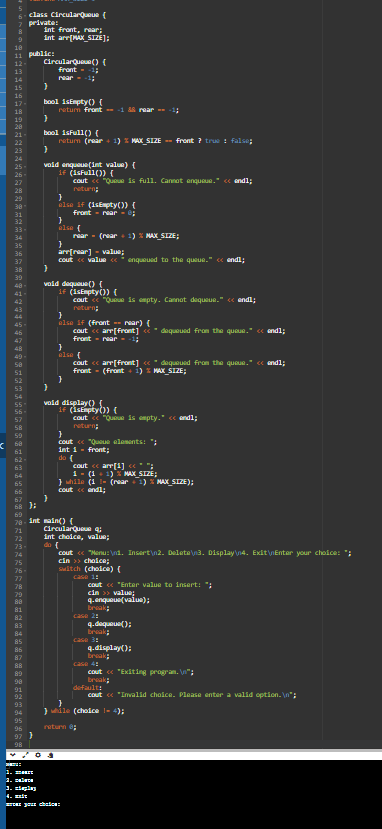 class CircularQueue {
private:
int front, rear;
int arr[MAX_SIZE];
public:
CircularQueue() {
front = -1;
rear = -1;
}
bool isEmpty() {
return front == -1 && rear == -1;
}
bool isFull() {
return (rear + 1) % MAX_SIZE == front ? true : false;
}
void enqueue(int value) {
if (isFull()) {
cout << "Queue is full. Cannot enqueue." << endl;
return;
}
else if (isEmpty()) {
front = rear = 0;
}
else {
rear = (rear + 1) % MAX_SIZE;
}
arr[rear] = value;
cout << value << " enqueued to the queue." << endl;
}
void dequeue() {
if (isEmpty()) {
cout << "Queue is empty. Cannot dequeue." << endl;
return;
}
else if (front == rear) {
cout << arr[front] << " dequeued from the queue." << endl;
front = rear = -1;
}
else {
cout << arr[front] << " dequeued from the queue." << endl;
front = (front + 1) % MAX_SIZE;
}
}
void display() {
if (isEmpty()) {
cout << "Queue is empty." << endl;
return;
}
cout << "Queue elements: ";
int i = front;
do {
cout << arr[i] << " ";
i = (i + 1) % MAX_SIZE;
} while (i != (rear + 1) % MAX_SIZE);
cout << endl;
}
};
int main() {
CircularQueue q;
int choice, value;
do {
cout << "Menu:\n1. Insert\n2. Delete\n3. Display\n4. Exit\nEnter your choice: ";
cin >> choice;
switch (choice) {
case 1:
cout << "Enter value to insert: ";
cin >> value;
q.enqueue(value);
break;
case 2:
q.dequeue();
break;
case 3:
q.display();
break;
case 4:
cout << "Exiting program.\n";
break;
default:
cout << "Invalid choice. Please enter a valid option.\n";
}
} while (choice != 4);
return 0;
}
Menu:
1. Insert
2. Delete
3. Display
4. Exit
Enter your choice: